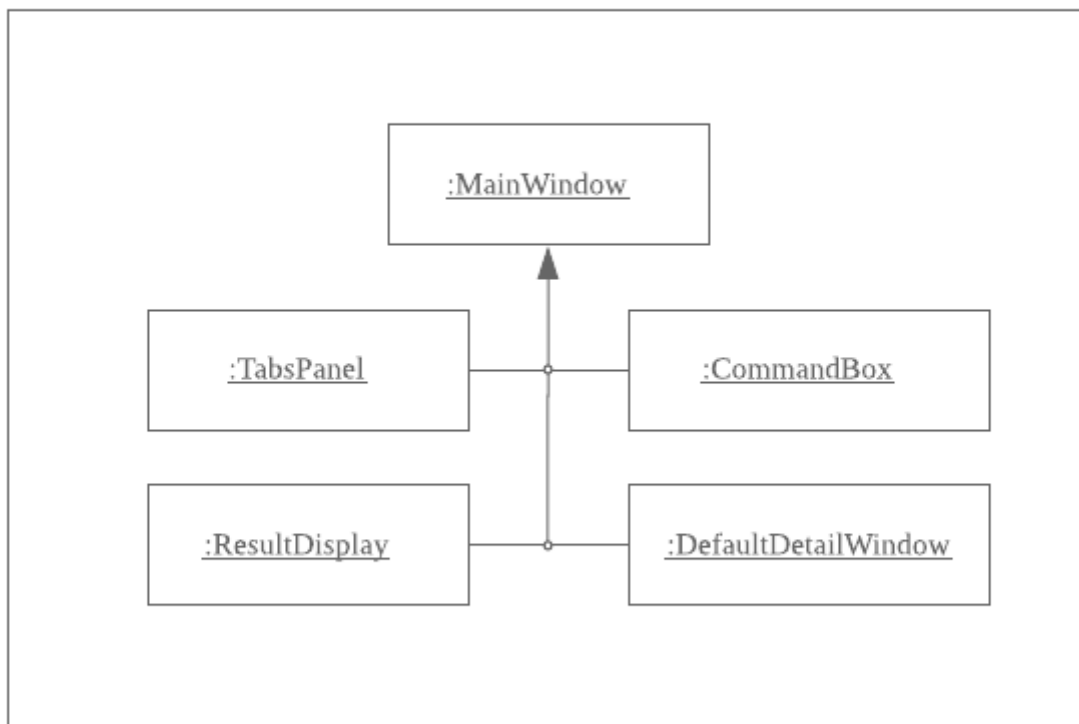 :MainWindow
:TabsPanel
:CommandBox
:ResultDisplay
:DefaultDetailWindow